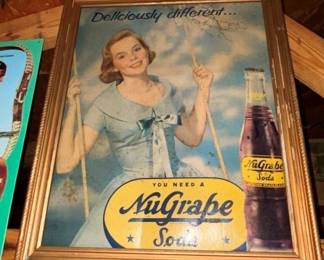 Deliciously different...
YOU NEED A
NuGrape
Soda
NuGrape
Soda